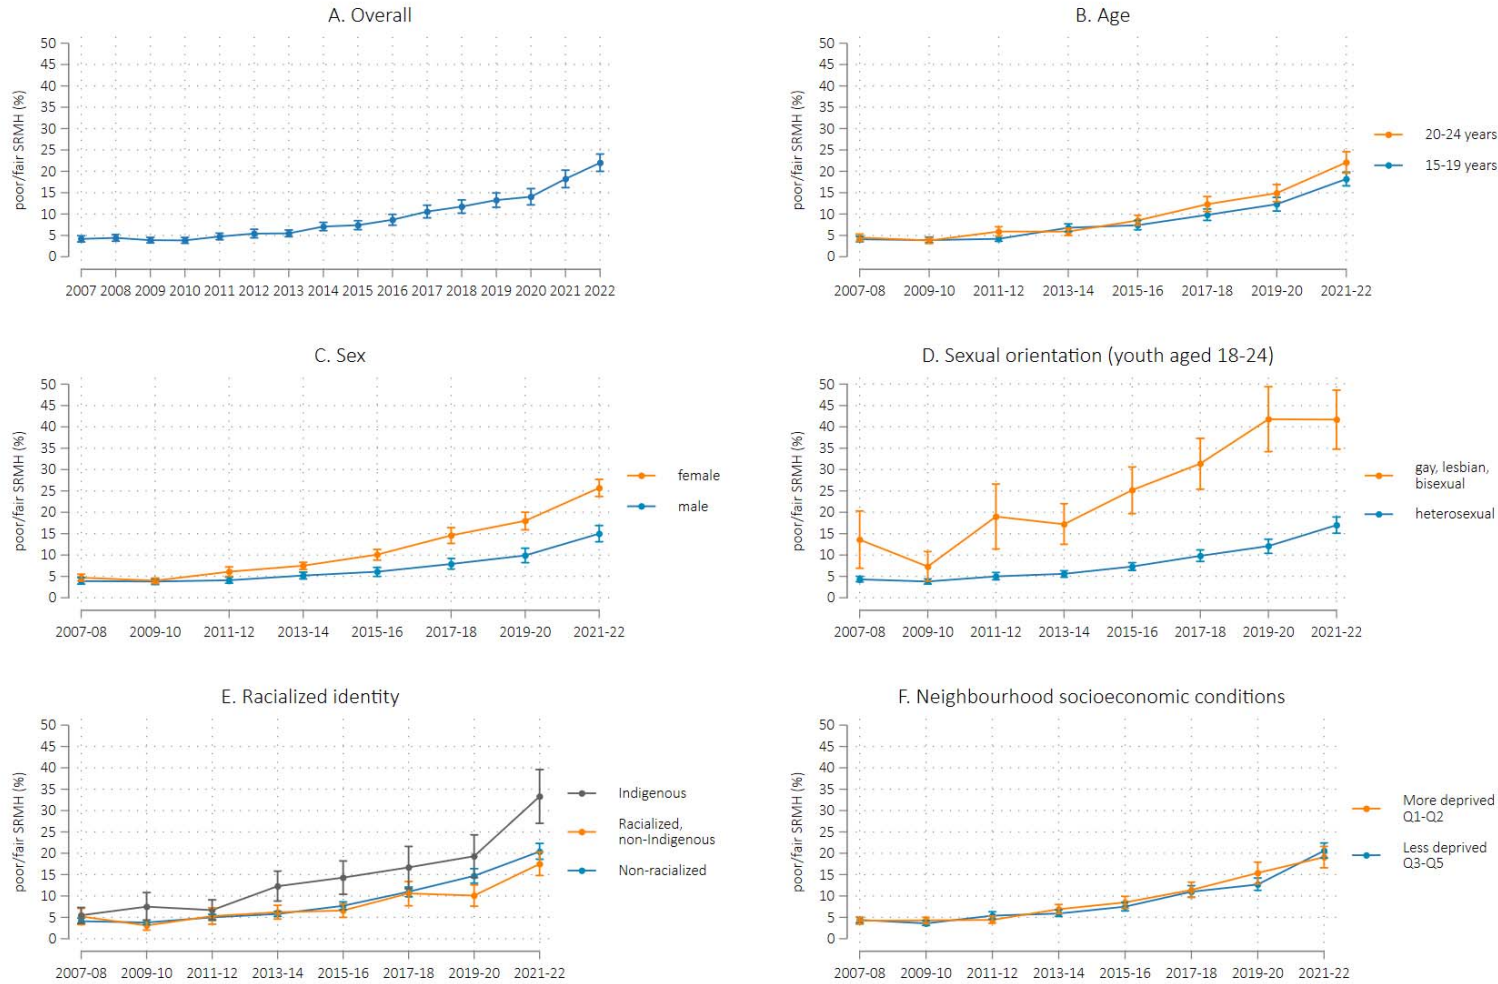 A. Overall
poor/fair SRMH (%)
50
45
40
35
30
25
20
15
10
5
0
2007 2008 2009 2010 2011 2012 2013 2014 2015 2016 2017 2018 2019 2020 2021 2022
B. Age
poor/fair SRMH (%)
50
45
40
35
30
25
20
15
10
5
0
2007-08 2009-10 2011-12 2013-14 2015-16 2017-18 2019-20 2021-22
20-24 years
15-19 years
C. Sex
poor/fair SRMH (%)
50
45
40
35
30
25
20
15
10
5
0
2007-08 2009-10 2011-12 2013-14 2015-16 2017-18 2019-20 2021-22
female
male
D. Sexual orientation (youth aged 18-24)
poor/fair SRMH (%)
50
45
40
35
30
25
20
15
10
5
0
2007-08 2009-10 2011-12 2013-14 2015-16 2017-18 2019-20 2021-22
gay, lesbian,
bisexual
heterosexual
E. Racialized identity
poor/fair SRMH (%)
50
45
40
35
30
25
20
15
10
5
0
2007-08 2009-10 2011-12 2013-14 2015-16 2017-18 2019-20 2021-22
Indigenous
Racialized,
non-Indigenous
Non-racialized
F. Neighbourhood socioeconomic conditions
poor/fair SRMH (%)
50
45
40
35
30
25
20
15
10
5
0
2007-08 2009-10 2011-12 2013-14 2015-16 2017-18 2019-20 2021-22
More deprived
Q1-Q2
Less deprived
Q3-Q5